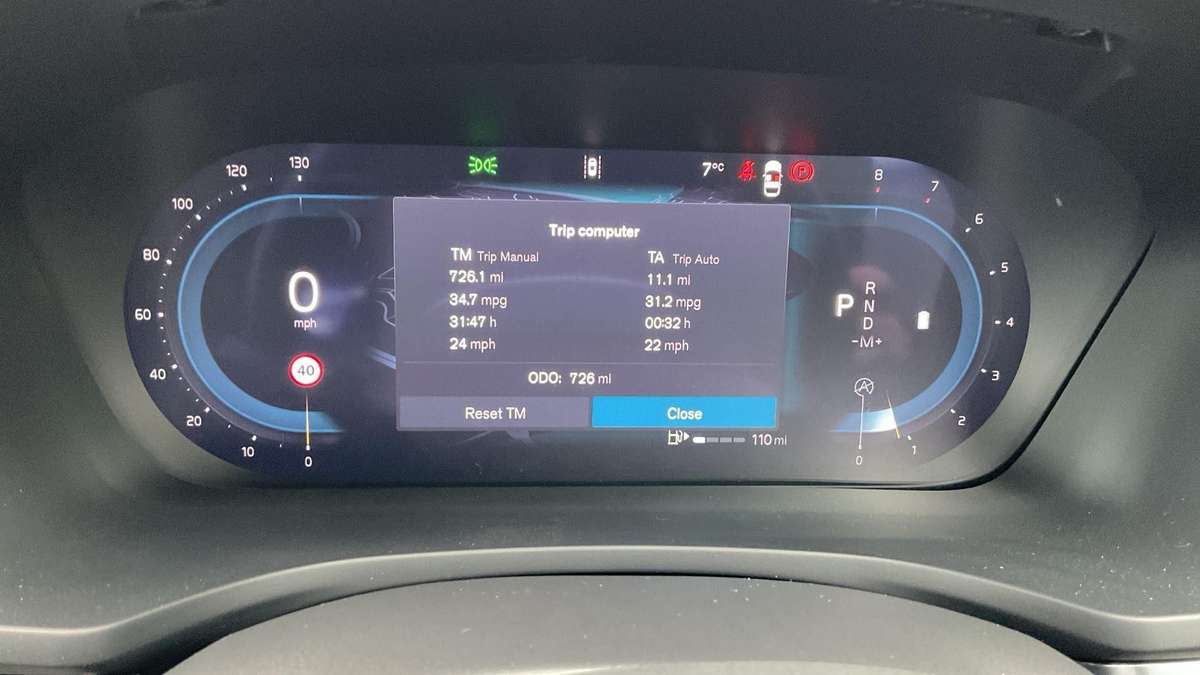 130
120
100
80
60
40
20
10
0
0
mph
40
7°C
P
Trip computer
TM Trip Manual
726.1 mi
34.7 mpg
31:47 h
24 mph
TA Trip Auto
11.1 mi
31.2 mpg
00:32 h
22 mph
ODO: 726 mi
Reset TM
Close
110 mi
P
R
N
D
-M+
A
8
7
6
5
4
3
2
1
0